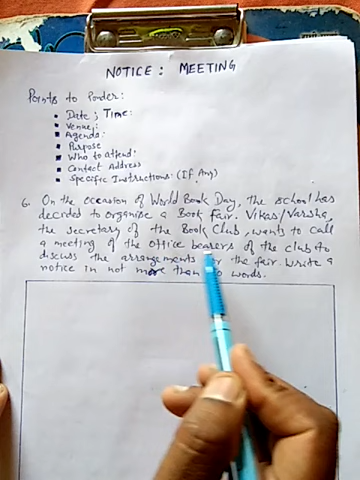 NOTICE : MEETING
Points to Ponder:
▪ Date ; Time:
▪ Venue:
▪ Agenda:
▪ Purpose
▪ Who to attend:
▪ Contact Address
▪ Specific Instructions: (If Any)
6. On the occasion of World Book Day, the school has
decided to organise a Book fair. Vikas/Varsha,
the secretary of the Book Club, wants to call
a meeting of the office bearers of the club to
discuss the arrangements for the fair. Write a
notice in not more than words.